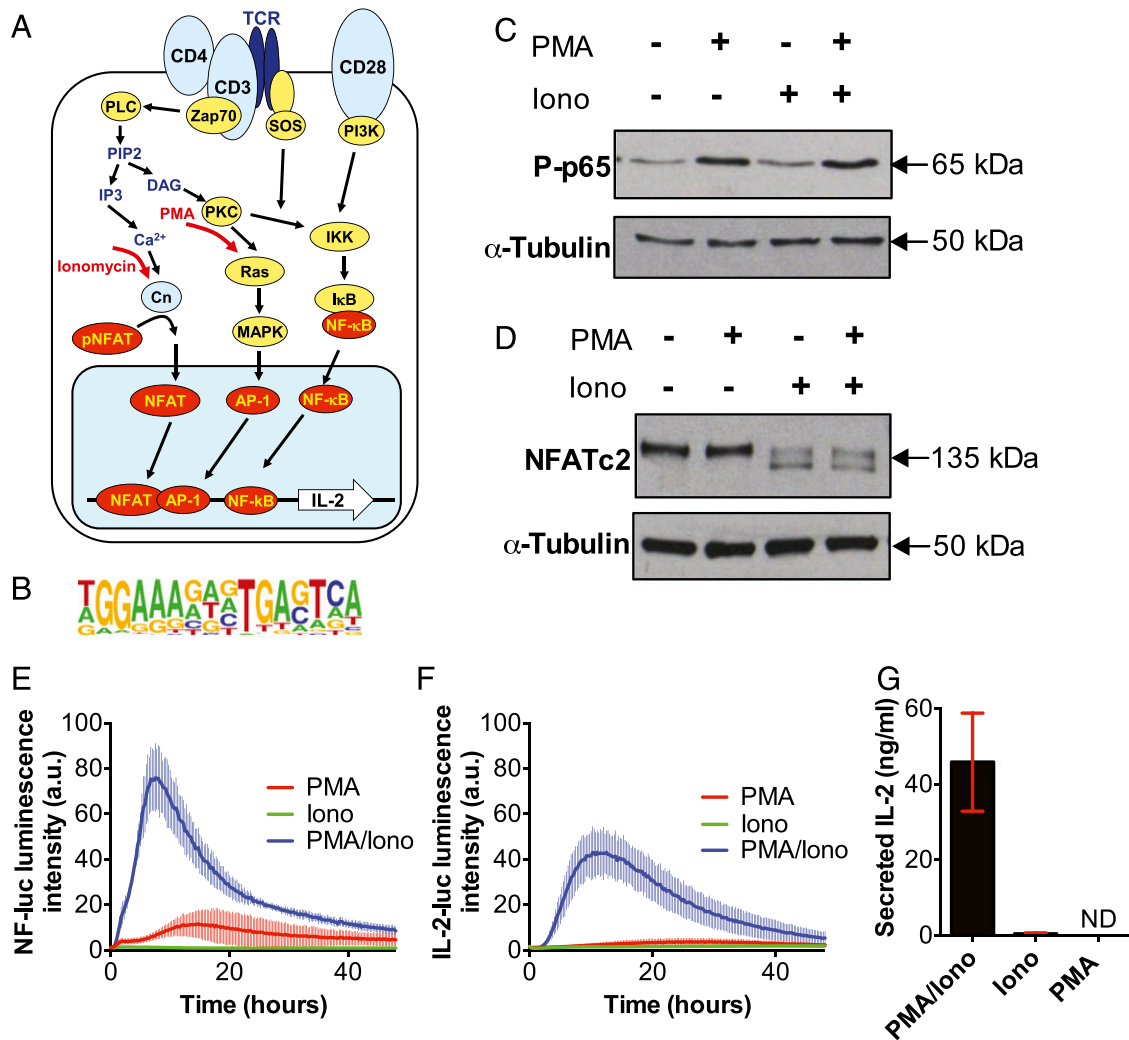 A
TCR
CD4
CD3
CD28
PLC
Zap70
SOS
PI3K
PIP2
DAG
IP3
PMA
PKC
Ca²⁺
IKK
Ionomycin
Ras
Cn
IκB
NF-κB
pNFAT
MAPK
NFAT
AP-1
NF-κB
NFAT
AP-1
NF-kB
IL-2
B
TGGAAAGAGTGAGTCA
C
PMA - + - +
Iono - - + +
P-p65
65 kDa
α-Tubulin
50 kDa
D
PMA - + - +
Iono - - + +
NFATc2
135 kDa
α-Tubulin
50 kDa
E
NF-luc luminescence
intensity (a.u.)
100
80
60
40
20
0
PMA
Iono
PMA/Iono
0 20 40
Time (hours)
F
IL-2-luc luminescence
intensity (a.u.)
100
80
60
40
20
0
PMA
Iono
PMA/Iono
0 20 40
Time (hours)
G
Secreted IL-2 (ng/ml)
60
40
20
0
ND
PMA/Iono
Iono
PMA